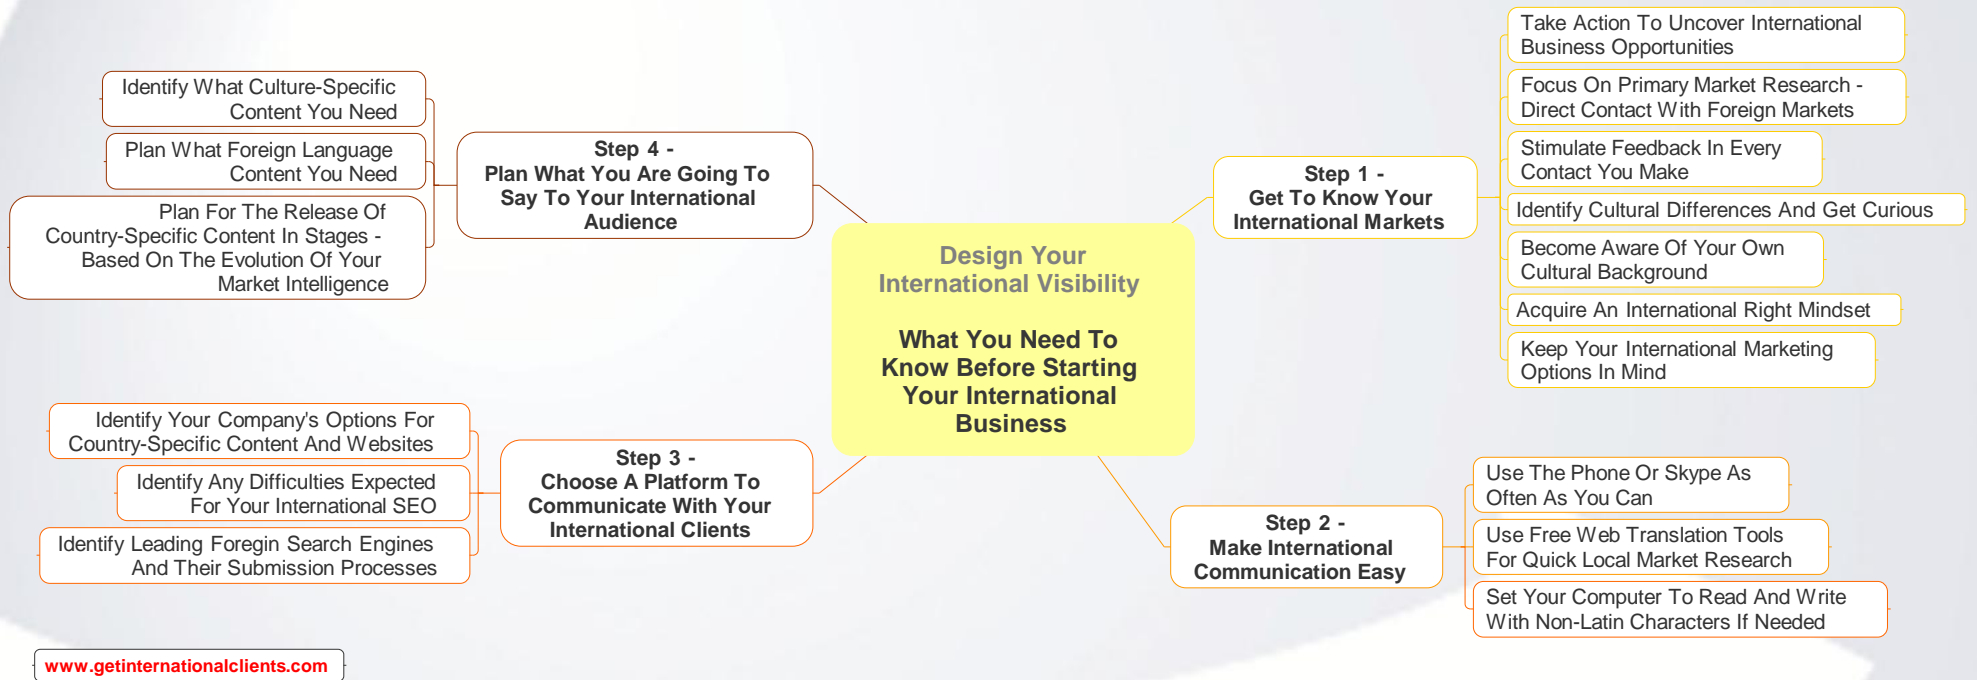 Design Your
International Visibility
What You Need To
Know Before Starting
Your International
Business
Step 1 -
Get To Know Your
International Markets
Take Action To Uncover International
Business Opportunities
Focus On Primary Market Research -
Direct Contact With Foreign Markets
Stimulate Feedback In Every
Contact You Make
Identify Cultural Differences And Get Curious
Become Aware Of Your Own
Cultural Background
Acquire An International Right Mindset
Keep Your International Marketing
Options In Mind
Step 2 -
Make International
Communication Easy
Use The Phone Or Skype As
Often As You Can
Use Free Web Translation Tools
For Quick Local Market Research
Set Your Computer To Read And Write
With Non-Latin Characters If Needed
Step 3 -
Choose A Platform To
Communicate With Your
International Clients
Identify Your Company's Options For
Country-Specific Content And Websites
Identify Any Difficulties Expected
For Your International SEO
Identify Leading Foregin Search Engines
And Their Submission Processes
Step 4 -
Plan What You Are Going To
Say To Your International
Audience
Identify What Culture-Specific
Content You Need
Plan What Foreign Language
Content You Need
Plan For The Release Of
Country-Specific Content In Stages -
Based On The Evolution Of Your
Market Intelligence
www.getinternationalclients.com